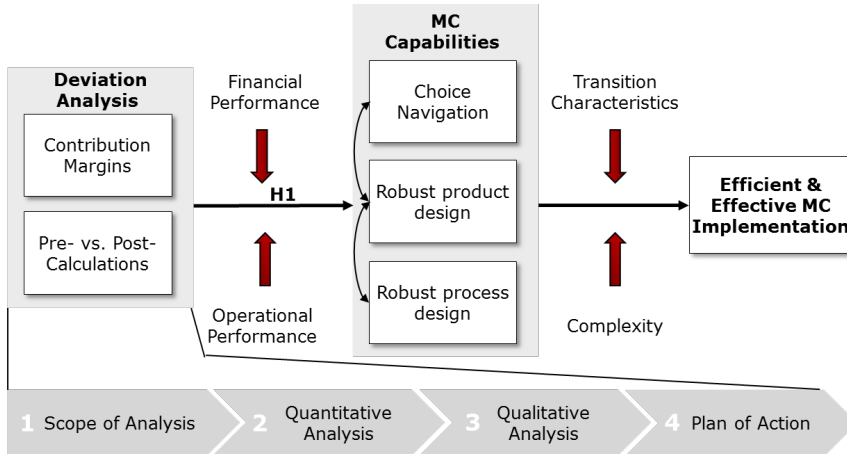 Deviation
Analysis
Contribution
Margins
Pre- vs. Post-
Calculations
Financial
Performance
H1
Operational
Performance
MC
Capabilities
Choice
Navigation
Robust product
design
Robust process
design
Transition
Characteristics
Complexity
Efficient &
Effective MC
Implementation
1 Scope of Analysis
2 Quantitative
Analysis
3 Qualitative
Analysis
4 Plan of Action